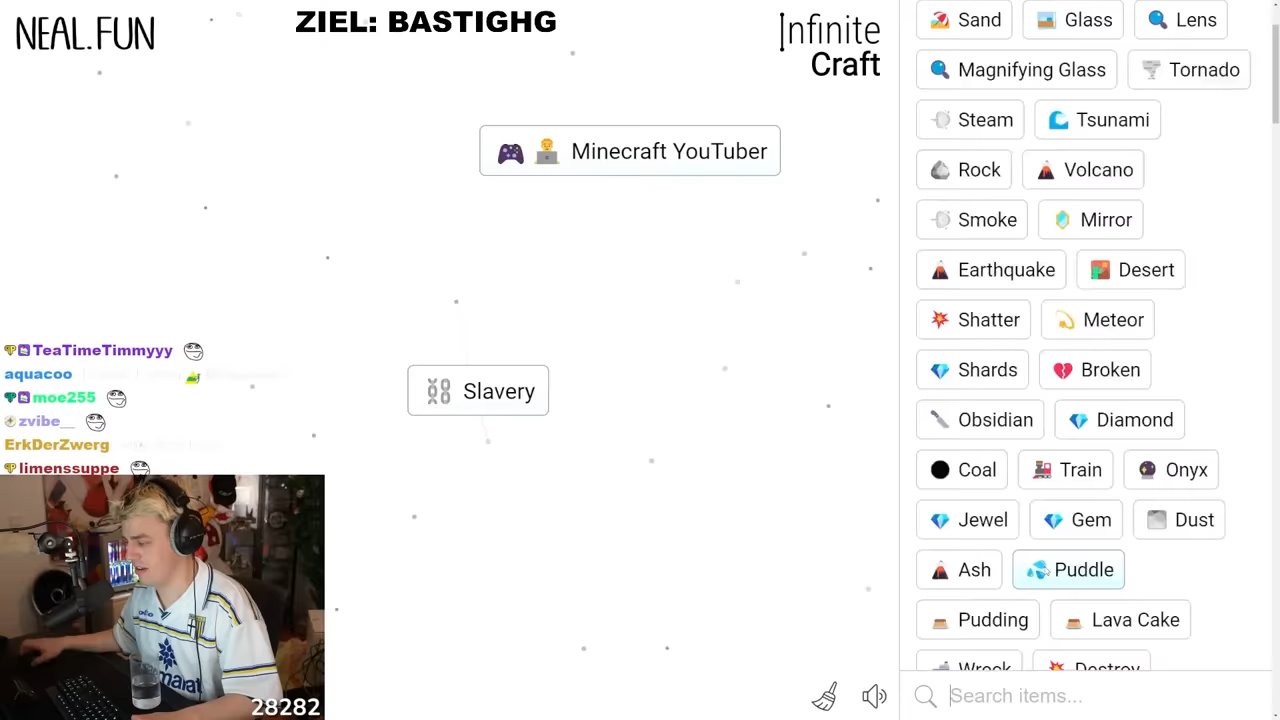 NEAL.FUN
ZIEL: BASTIGHG
Infinite
Craft
Minecraft YouTuber
Slavery
TeaTimeTimmyyy
aquacoo
moe255
zvibe__
ErkDerZwerg
limenssuppe
28282
Sand Glass Lens
Magnifying Glass Tornado
Steam Tsunami
Rock Volcano
Smoke Mirror
Earthquake Desert
Shatter Meteor
Shards Broken
Obsidian Diamond
Coal Train Onyx
Jewel Gem Dust
Ash Puddle
Pudding Lava Cake
Wreck Destroy
Search items...